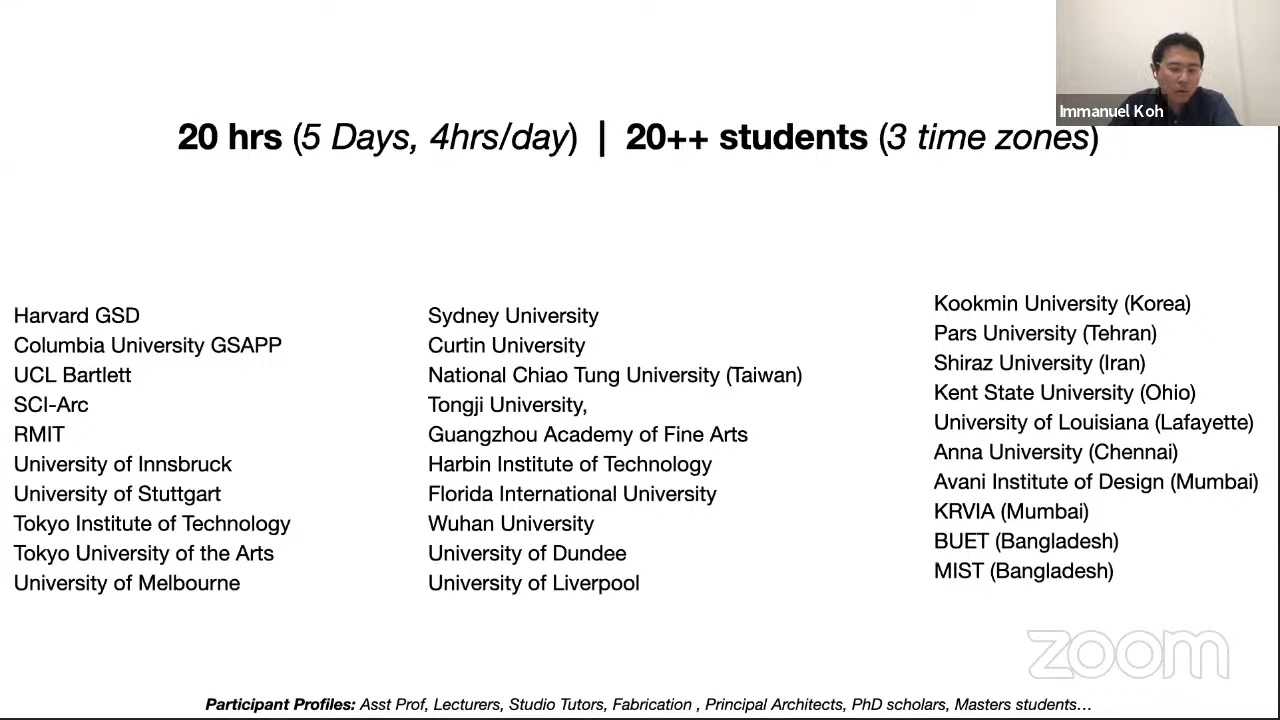 Immanuel Koh
20 hrs (5 Days, 4hrs/day) | 20++ students (3 time zones)
Harvard GSD
Columbia University GSAPP
UCL Bartlett
SCI-Arc
RMIT
University of Innsbruck
University of Stuttgart
Tokyo Institute of Technology
Tokyo University of the Arts
University of Melbourne
Sydney University
Curtin University
National Chiao Tung University (Taiwan)
Tongji University,
Guangzhou Academy of Fine Arts
Harbin Institute of Technology
Florida International University
Wuhan University
University of Dundee
University of Liverpool
Kookmin University (Korea)
Pars University (Tehran)
Shiraz University (Iran)
Kent State University (Ohio)
University of Louisiana (Lafayette)
Anna University (Chennai)
Avani Institute of Design (Mumbai)
KRVIA (Mumbai)
BUET (Bangladesh)
MIST (Bangladesh)
zoom
Participant Profiles: Asst Prof, Lecturers, Studio Tutors, Fabrication , Principal Architects, PhD scholars, Masters students…